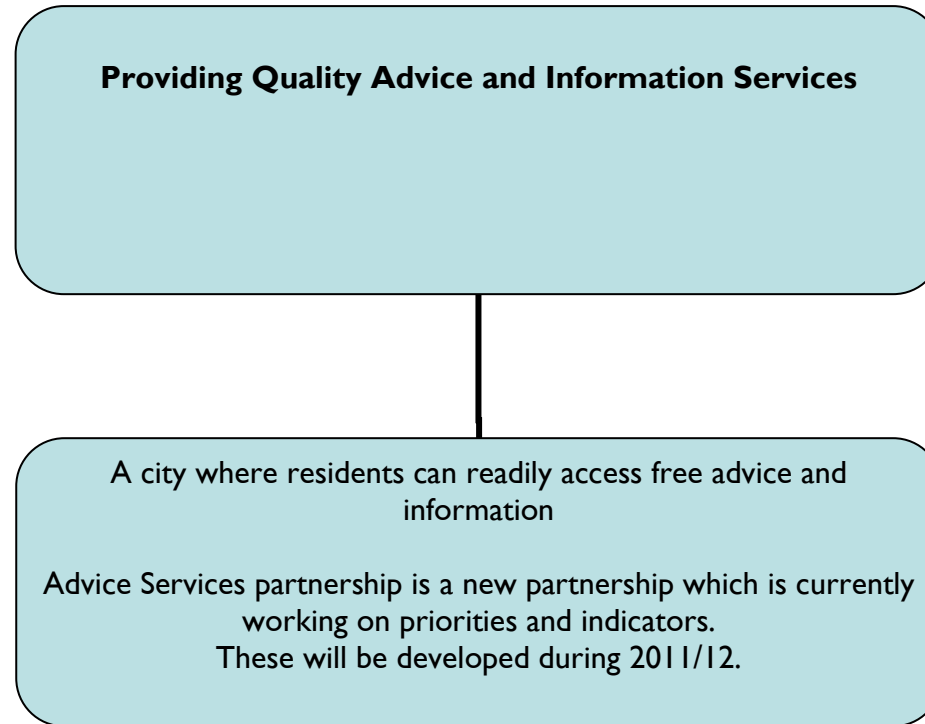 Providing Quality Advice and Information Services
A city where residents can readily access free advice and
information
Advice Services partnership is a new partnership which is currently
working on priorities and indicators.
These will be developed during 2011/12.